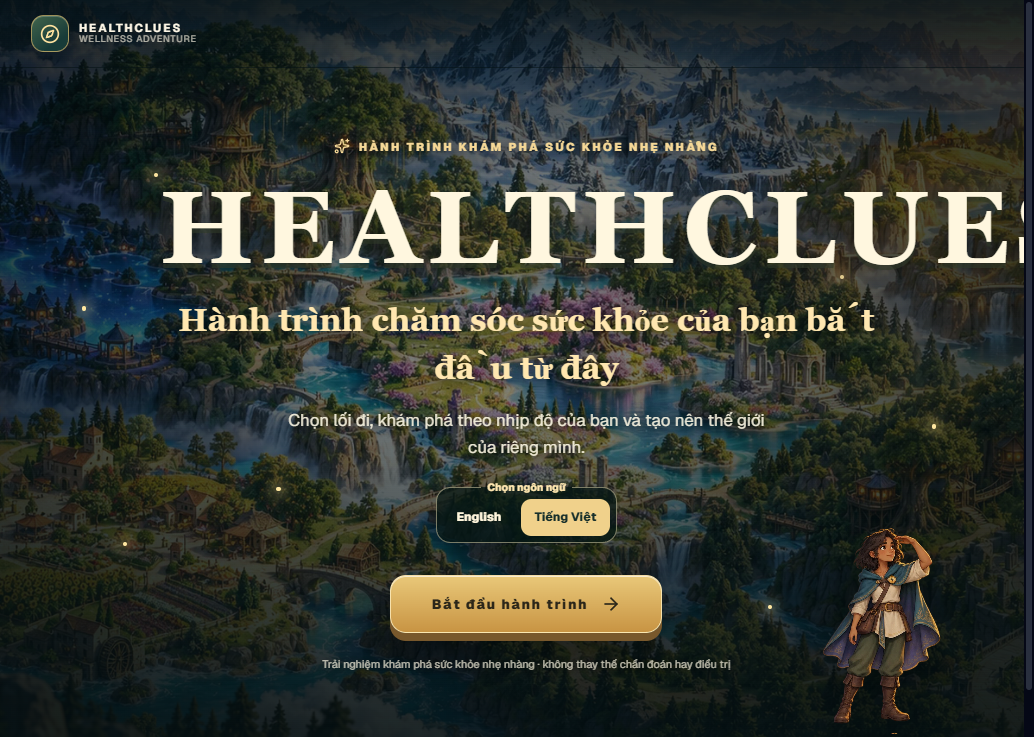 HEALTHCLUES
WELLNESS ADVENTURE
HÀNH TRÌNH KHÁM PHÁ SỨC KHỎE NHẸ NHÀNG
HEALTHCLUES
Hành trình chăm sóc sức khỏe của bạn bắt
đầu từ đây
Chọn lối đi, khám phá theo nhịp độ của bạn và tạo nên thế giới
của riêng mình.
Chọn ngôn ngữ
English
Tiếng Việt
Bắt đầu hành trình
Trải nghiệm khám phá sức khỏe nhẹ nhàng · không thay thế chẩn đoán hay điều trị